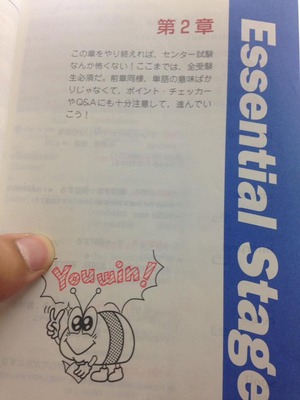 第2章
この章をやり終えれば、センター試験
なんか怖くない！ここまでは、全受験
生必須だ。前章同様、単語の意味ばか
りじゃなくて、ポイント・チェッカー
やQ&Aにも十分注意して、進んでい
こう！
Essential Stage
You win!